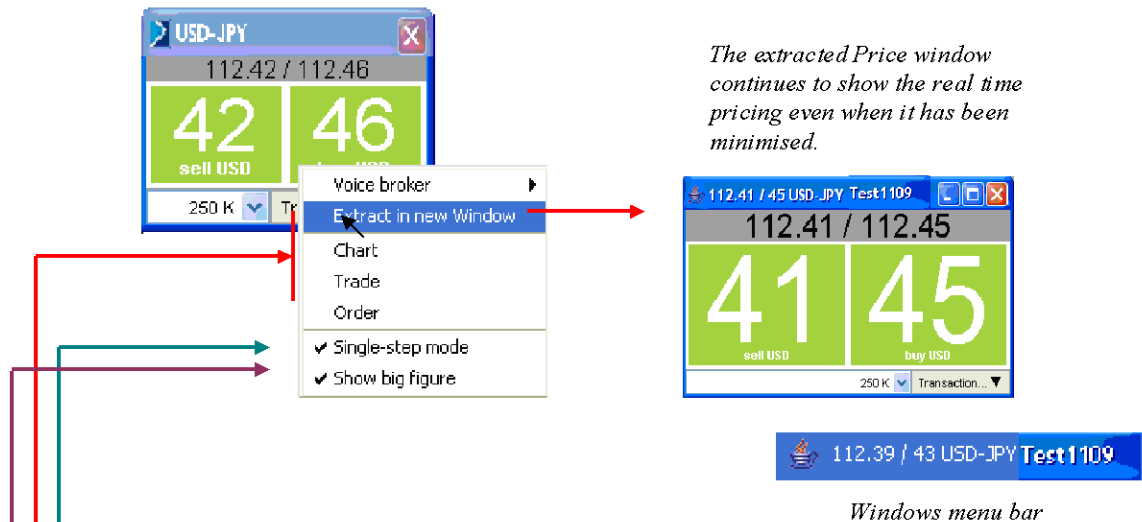 USD-JPY
112.42 / 112.46
42 46
sell USD
250 K
Voice broker
Extract in new Window
Chart
Trade
Order
Single-step mode
Show big figure
The extracted Price window
continues to show the real time
pricing even when it has been
minimised.
112.41 / 45 USD-JPY Test1109
112.41 / 112.45
41 45
sell USD buy USD
250 K Transaction...
112.39 / 43 USD-JPY Test1109
Windows menu bar